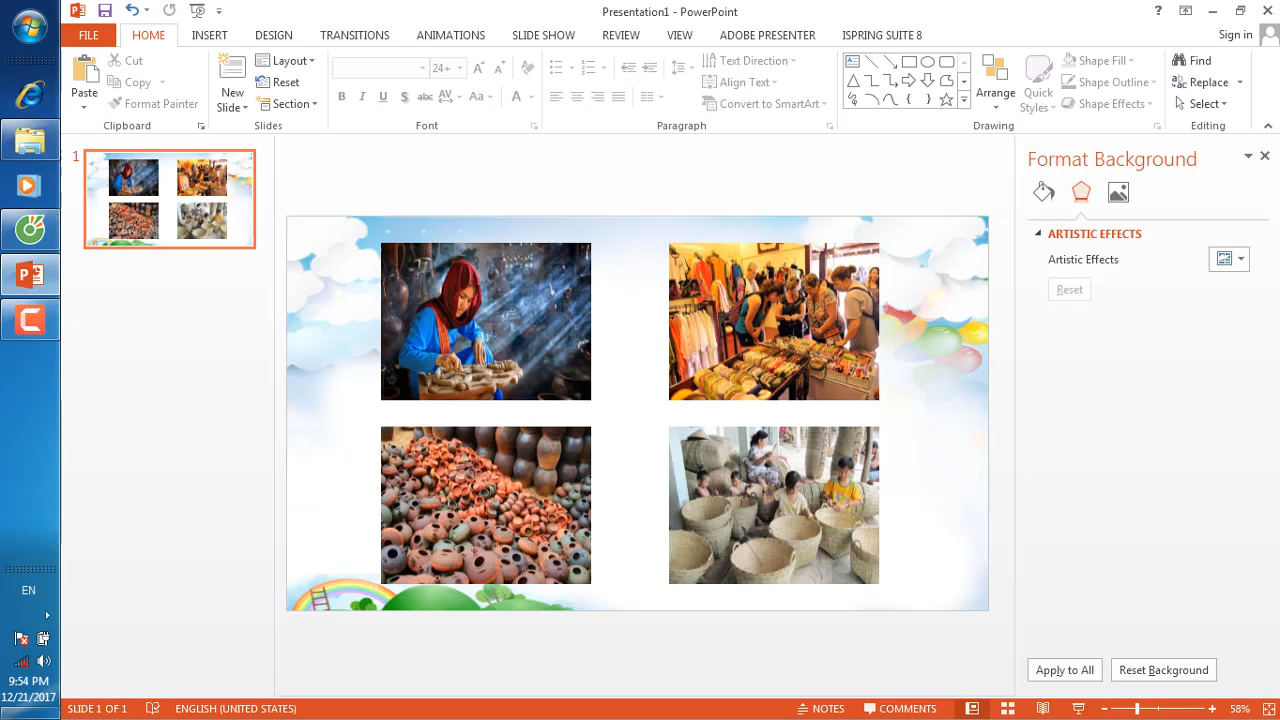 Presentation1 - PowerPoint
?
FILE
HOME
INSERT
DESIGN
TRANSITIONS
ANIMATIONS
SLIDE SHOW
REVIEW
VIEW
ADOBE PRESENTER
ISPRING SUITE 8
Sign in
Paste
Cut
Copy
Format Painter
Clipboard
New
Slide
Layout
Reset
Section
Slides
24+
B I U S abc AV Aa A
Font
Text Direction
Align Text
Convert to SmartArt
Paragraph
Arrange
Quick
Styles
Shape Fill
Shape Outline
Shape Effects
Drawing
Find
Replace
Select
Editing
1
Format Background
ARTISTIC EFFECTS
Artistic Effects
Reset
Apply to All
Reset Background
EN
9:54 PM
12/21/2017
SLIDE 1 OF 1
ENGLISH (UNITED STATES)
NOTES
COMMENTS
58%